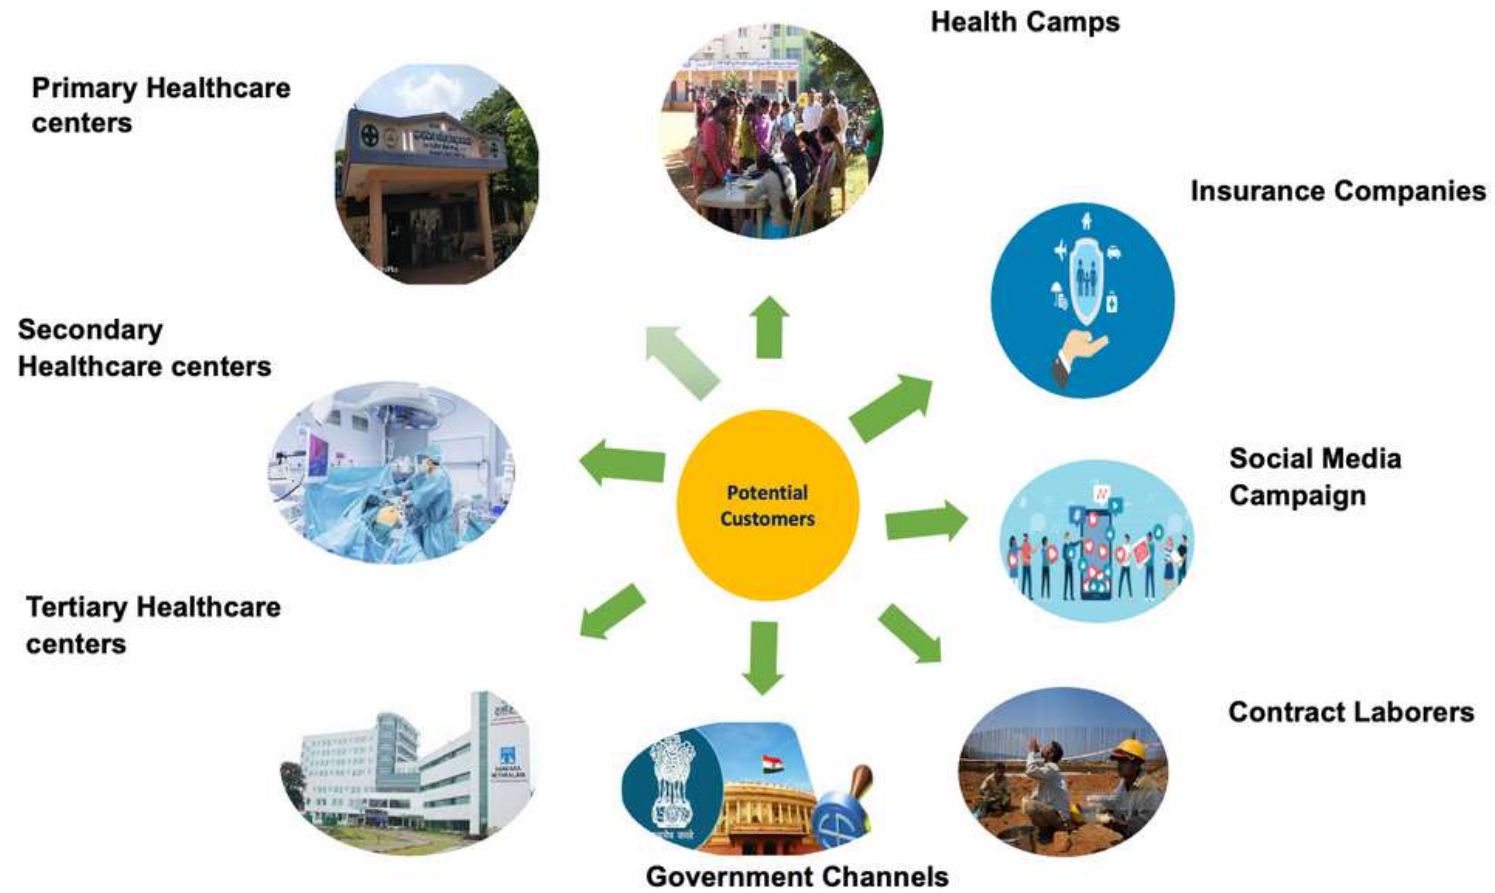 Health Camps
Primary Healthcare
centers
Insurance Companies
Secondary
Healthcare centers
Potential
Customers
Social Media
Campaign
Tertiary Healthcare
centers
Contract Laborers
Government Channels